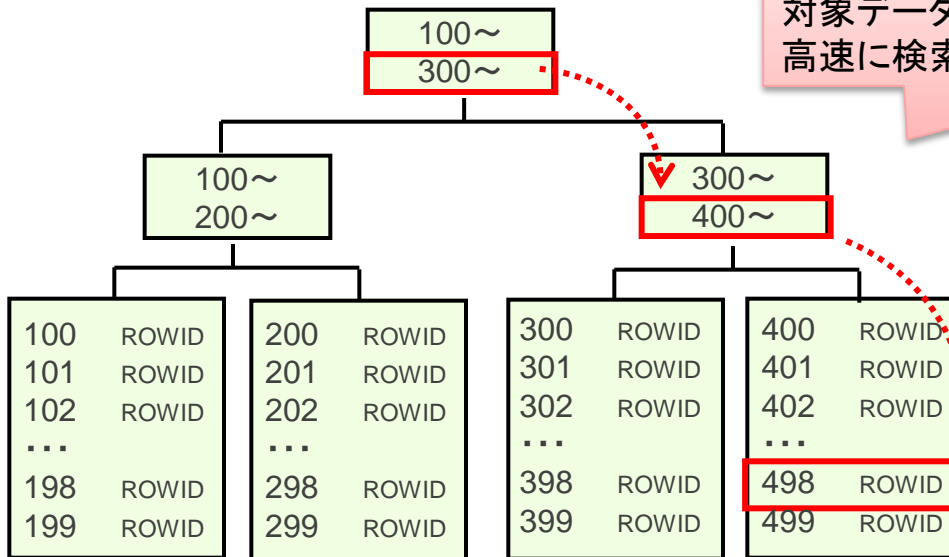 対象データ
高速に検索
100～
300～
100～
200～
300～
400～
100 ROWID
101 ROWID
102 ROWID
...
198 ROWID
199 ROWID
200 ROWID
201 ROWID
202 ROWID
...
298 ROWID
299 ROWID
300 ROWID
301 ROWID
302 ROWID
...
398 ROWID
399 ROWID
400 ROWID
401 ROWID
402 ROWID
...
498 ROWID
499 ROWID